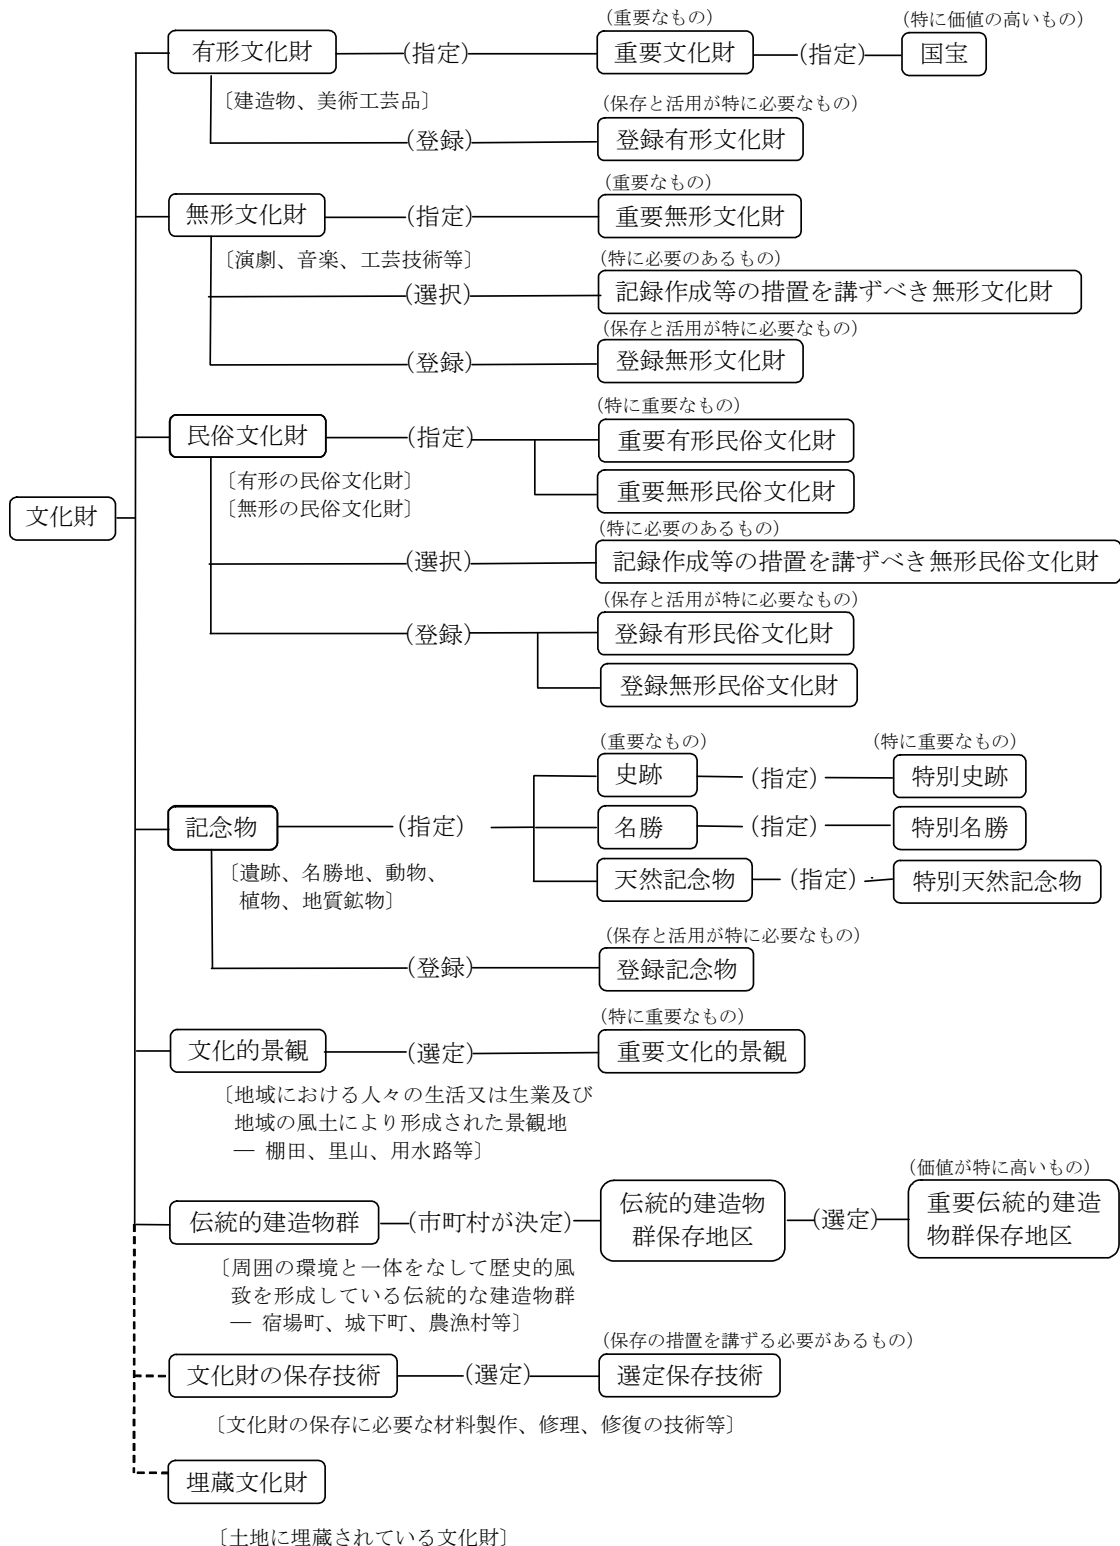 (重要なもの)
(特に価値の高いもの)
有形文化財 (指定) 重要文化財 (指定) 国宝
〔建造物、美術工芸品〕
(保存と活用が特に必要なもの)
(登録) 登録有形文化財
(重要なもの)
無形文化財 (指定) 重要無形文化財
〔演劇、音楽、工芸技術等〕
(特に必要のあるもの)
(選択) 記録作成等の措置を講ずべき無形文化財
(保存と活用が特に必要なもの)
(登録) 登録無形文化財
(特に重要なもの)
民俗文化財 (指定) 重要有形民俗文化財
〔有形の民俗文化財〕
〔無形の民俗文化財〕
重要無形民俗文化財
文化財
(特に必要のあるもの)
(選択) 記録作成等の措置を講ずべき無形民俗文化財
(保存と活用が特に必要なもの)
(登録) 登録有形民俗文化財
登録無形民俗文化財
(重要なもの)
(特に重要なもの)
史跡 (指定) 特別史跡
記念物 (指定) 名勝 (指定) 特別名勝
〔遺跡、名勝地、動物、
植物、地質鉱物〕
天然記念物 (指定) 特別天然記念物
(保存と活用が特に必要なもの)
(登録) 登録記念物
(特に重要なもの)
文化的景観 (選定) 重要文化的景観
〔地域における人々の生活又は生業及び
地域の風土により形成された景観地
― 棚田、里山、用水路等〕
(価値が特に高いもの)
伝統的建造物群 (市町村が決定) 伝統的建造物
群保存地区 (選定) 重要伝統的建造
物群保存地区
〔周囲の環境と一体をなして歴史的風
致を形成している伝統的な建造物群
― 宿場町、城下町、農漁村等〕
(保存の措置を講ずる必要があるもの)
文化財の保存技術 (選定) 選定保存技術
〔文化財の保存に必要な材料製作、修理、修復の技術等〕
埋蔵文化財
〔土地に埋蔵されている文化財〕